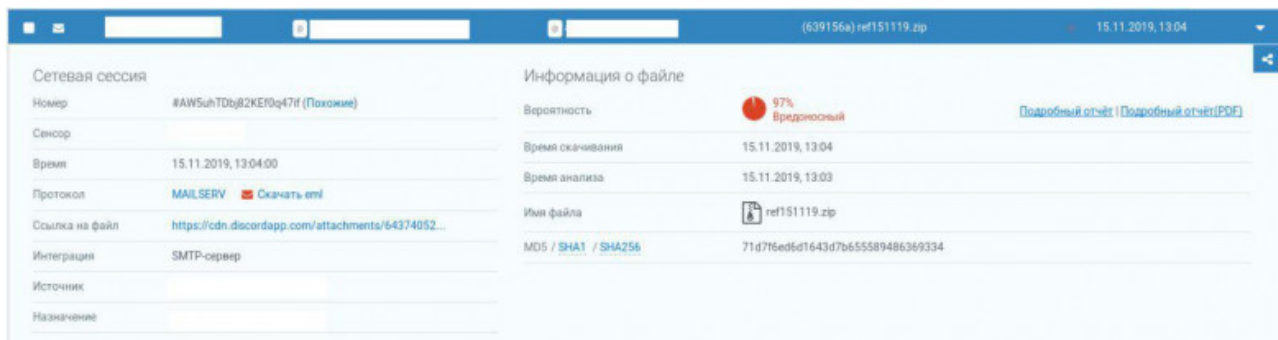 (639156a) ref151119.zip 15.11.2019, 13:04
Сетевая сессия
Номер #AW5uhTDbj82KEf0q47if (Похожие)
Сенсор
Время 15.11.2019, 13:04:00
Протокол MAILSERV Скачать eml
Ссылка на файл https://cdn.discordapp.com/attachments/64374052...
Интеграция SMTP-сервер
Источник
Назначение
Информация о файле
Вероятность 97% Вредоносный Подробный отчёт | Подробный отчёт(PDF)
Время скачивания 15.11.2019, 13:04
Время анализа 15.11.2019, 13:03
Имя файла ref151119.zip
MD5 / SHA1 / SHA256 71d7f6ed6d1643d7b655589486369334